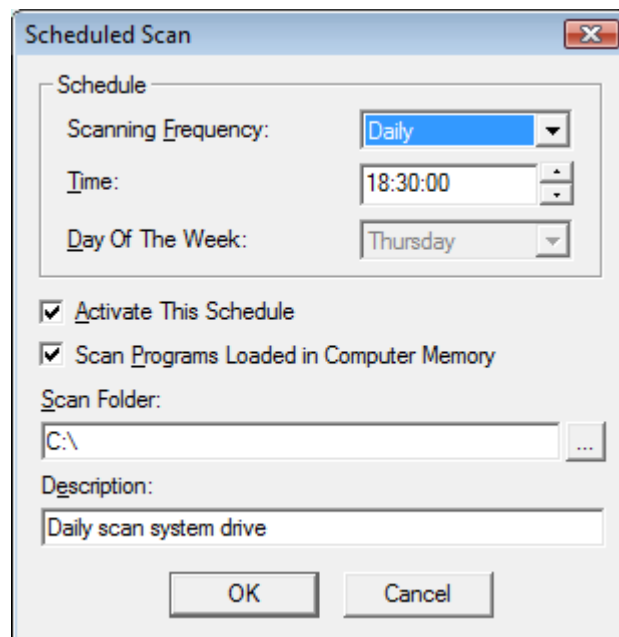 Scheduled Scan
Schedule
Scanning Frequency: Daily
Time: 18:30:00
Day Of The Week: Thursday
Activate This Schedule
Scan Programs Loaded in Computer Memory
Scan Folder:
C:\ ...
Description:
Daily scan system drive
OK Cancel